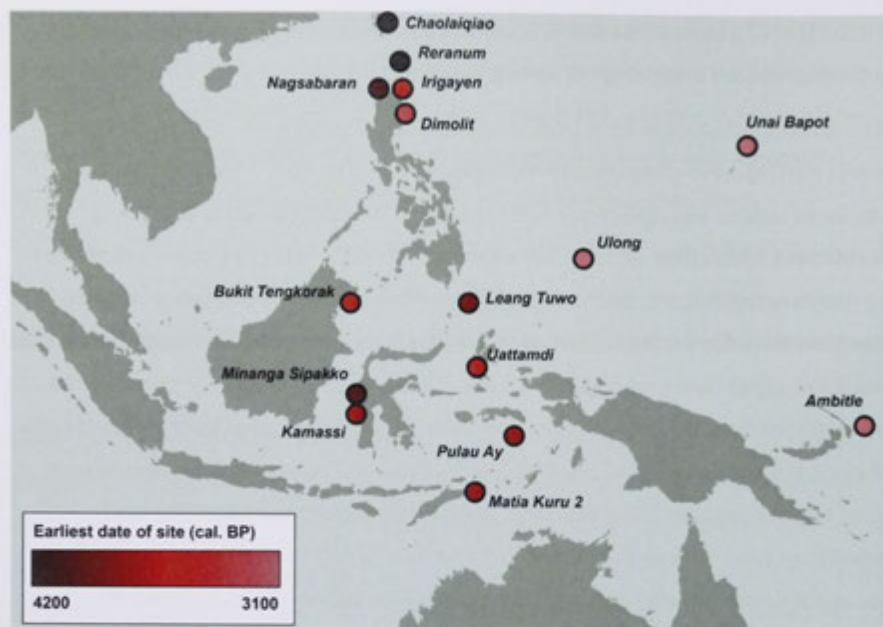 Chaolaiqiao
Reranum
Nagsabaran
Irigayen
Dimolit
Unai Bapot
Ulong
Bukit Tengkorak
Leang Tuwo
Uattamdi
Minanga Sipakko
Ambitle
Kamassi
Pulau Ay
Matia Kuru 2
Earliest date of site (cal. BP)
4200 3100